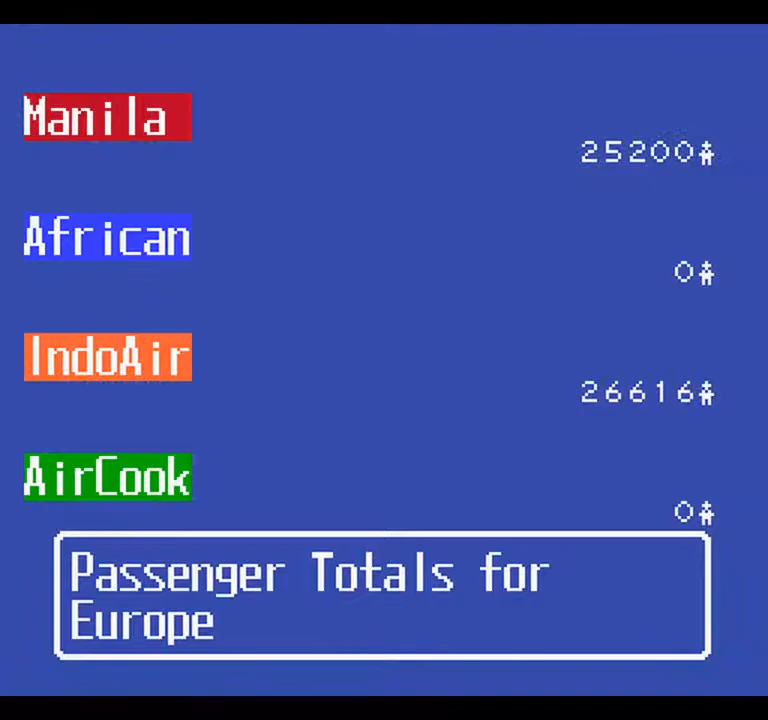 Manila
25200
African
0
IndoAir
26616
AirCook
0
Passenger Totals for
Europe